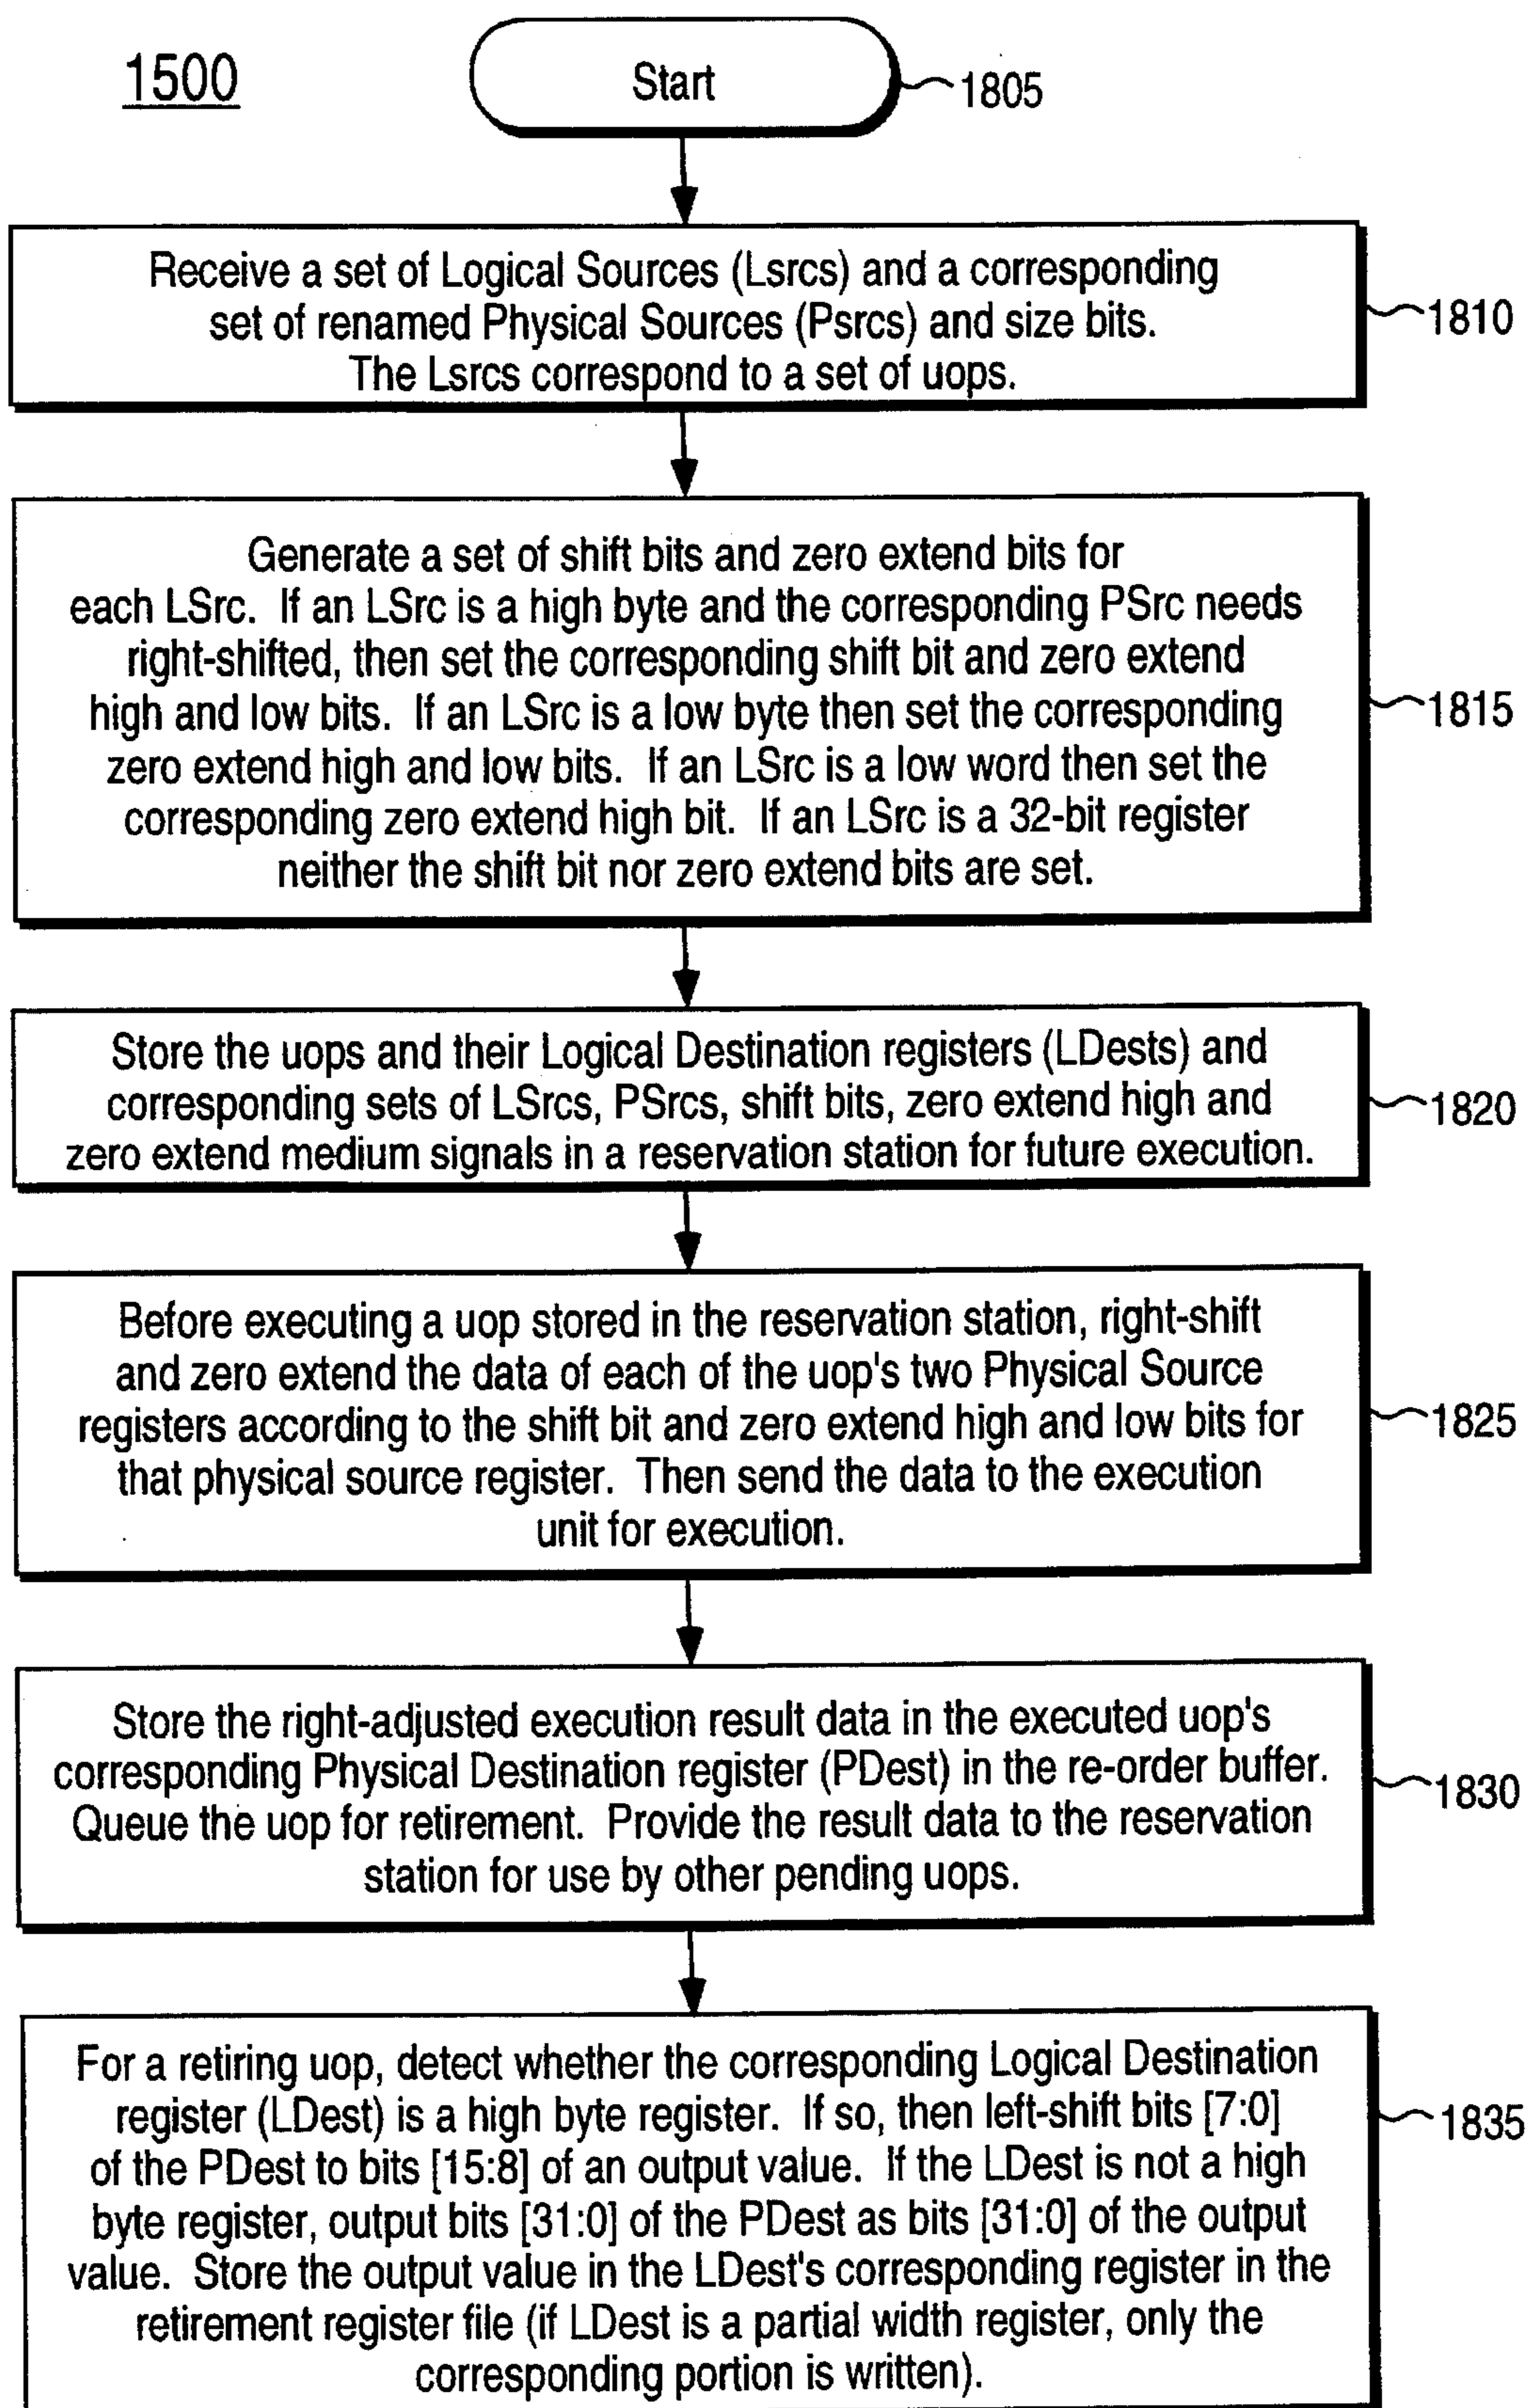 1500
Start
1805
Receive a set of Logical Sources (Lsrcs) and a corresponding
set of renamed Physical Sources (Psrcs) and size bits.
The Lsrcs correspond to a set of uops.
1810
Generate a set of shift bits and zero extend bits for
each LSrc. If an LSrc is a high byte and the corresponding PSrc needs
right-shifted, then set the corresponding shift bit and zero extend
high and low bits. If an LSrc is a low byte then set the corresponding
zero extend high and low bits. If an LSrc is a low word then set the
corresponding zero extend high bit. If an LSrc is a 32-bit register
neither the shift bit nor zero extend bits are set.
1815
Store the uops and their Logical Destination registers (LDests) and
corresponding sets of LSrcs, PSrcs, shift bits, zero extend high and
zero extend medium signals in a reservation station for future execution.
1820
Before executing a uop stored in the reservation station, right-shift
and zero extend the data of each of the uop's two Physical Source
registers according to the shift bit and zero extend high and low bits for
that physical source register. Then send the data to the execution
unit for execution.
1825
Store the right-adjusted execution result data in the executed uop's
corresponding Physical Destination register (PDest) in the re-order buffer.
Queue the uop for retirement. Provide the result data to the reservation
station for use by other pending uops.
1830
For a retiring uop, detect whether the corresponding Logical Destination
register (LDest) is a high byte register. If so, then left-shift bits [7:0]
of the PDest to bits [15:8] of an output value. If the LDest is not a high
byte register, output bits [31:0] of the PDest as bits [31:0] of the output
value. Store the output value in the LDest's corresponding register in the
retirement register file (if LDest is a partial width register, only the
corresponding portion is written).
1835